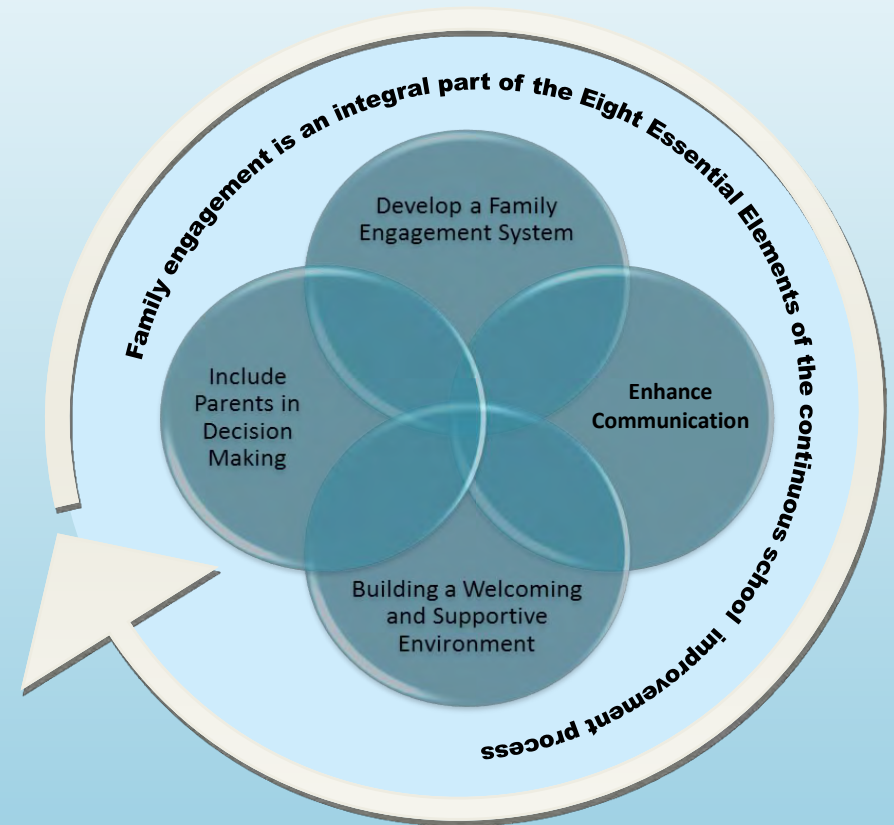 Family engagement is an integral part of the Eight Essential Elements of the continuous school improvement process
Develop a Family
Engagement System
Include
Parents in
Decision
Making
Enhance
Communication
Building a Welcoming
and Supportive
Environment